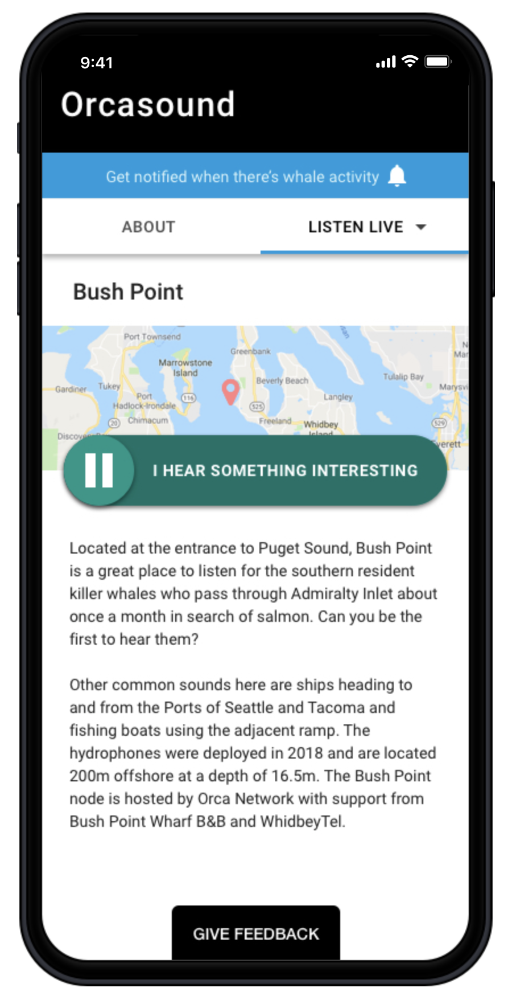 9:41
Orcasound
Get notified when there's whale activity
ABOUT
LISTEN LIVE
Bush Point
Port Townsend
Greenbank
Marrowstone
Island
Beverly Beach
Tulalip Bay
Gardiner
Tukey
Port
Hadlock-Irondale
116
Langley
525
20
Chimacum
Freeland
Whidbey
Island
529
I HEAR SOMETHING INTERESTING
Located at the entrance to Puget Sound, Bush Point
is a great place to listen for the southern resident
killer whales who pass through Admiralty Inlet about
once a month in search of salmon. Can you be the
first to hear them?
Other common sounds here are ships heading to
and from the Ports of Seattle and Tacoma and
fishing boats using the adjacent ramp. The
hydrophones were deployed in 2018 and are located
200m offshore at a depth of 16.5m. The Bush Point
node is hosted by Orca Network with support from
Bush Point Wharf B&B and WhidbeyTel.
GIVE FEEDBACK